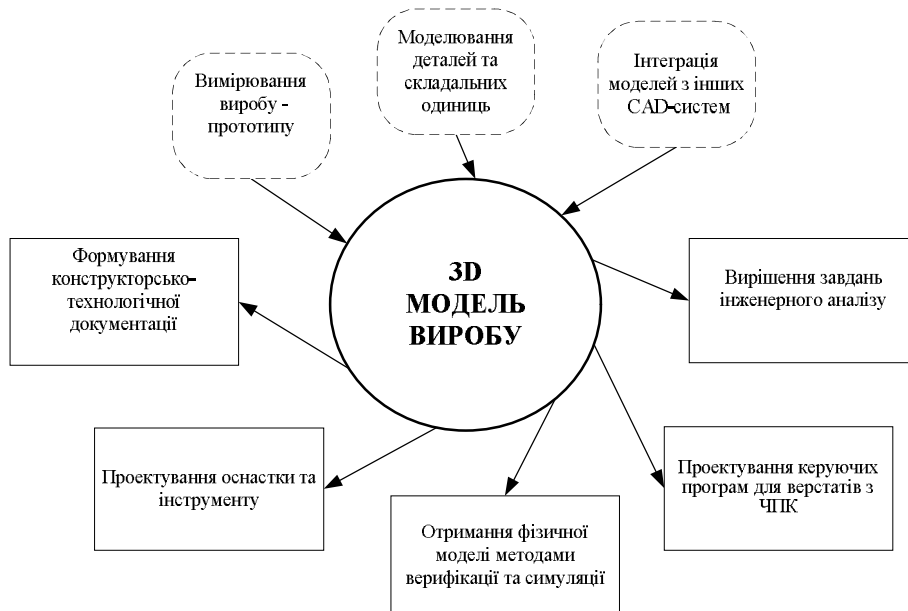 Вимірювання
виробу -
прототипу
Моделювання
деталей та
складальних
одиниць
Інтеграція
моделей з інших
CAD-систем
3D
МОДЕЛЬ
ВИРОБУ
Формування
конструкторсько-
технологічної
документації
Вирішення завдань
інженерного аналізу
Проектування оснастки та
інструменту
Отримання фізичної
моделі методами
верифікації та симуляції
Проектування керуючих
програм для верстатів з
ЧПК